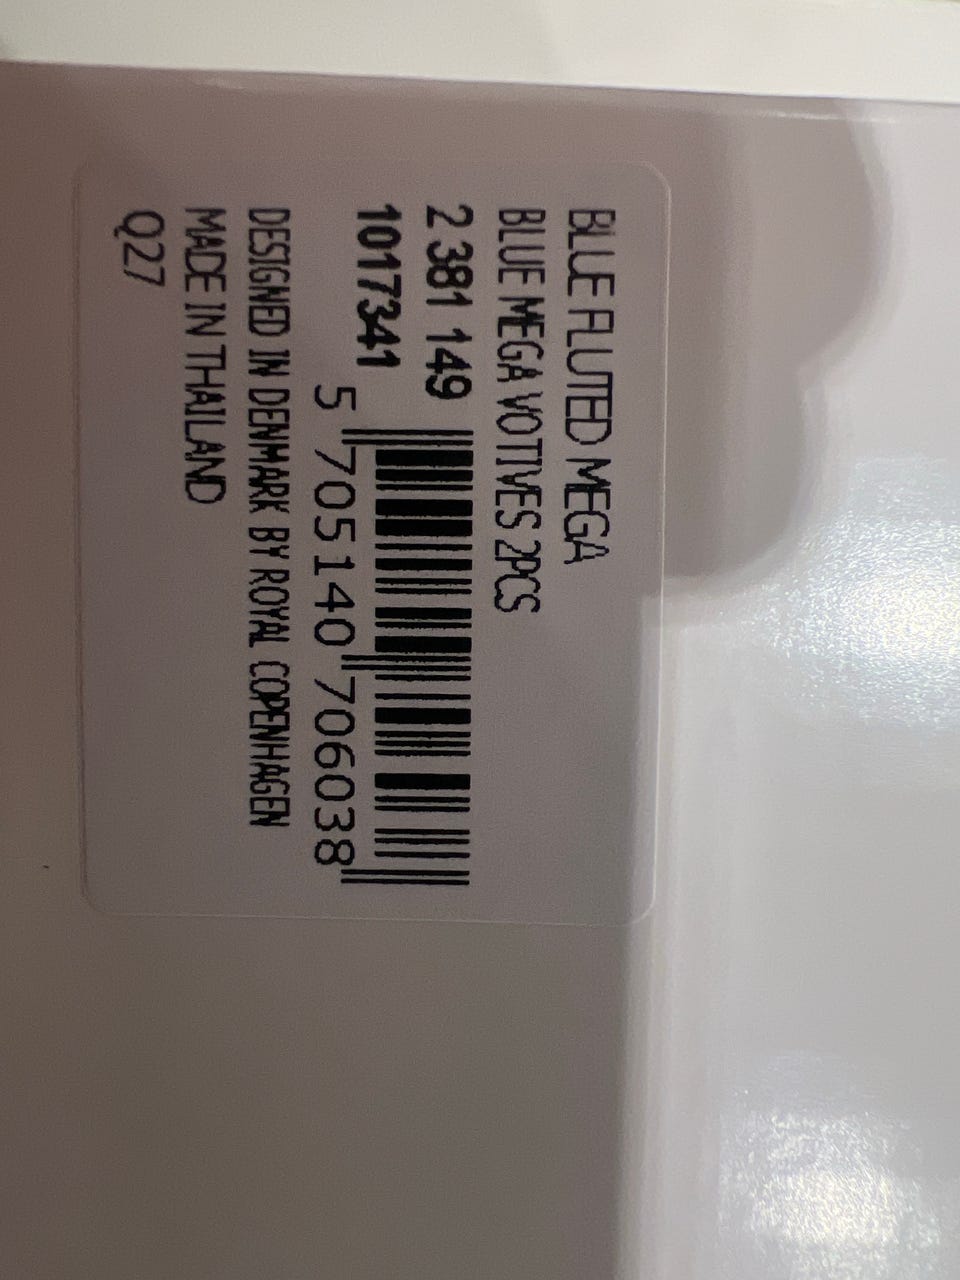 BLUE FLUTED MEGA
BLUE MEGA VOTIVES 2PCS
2 381 149
1017341
5 705140 706038
DESIGNED IN DENMARK BY ROYAL COPENHAGEN
MADE IN THAILAND
Q27